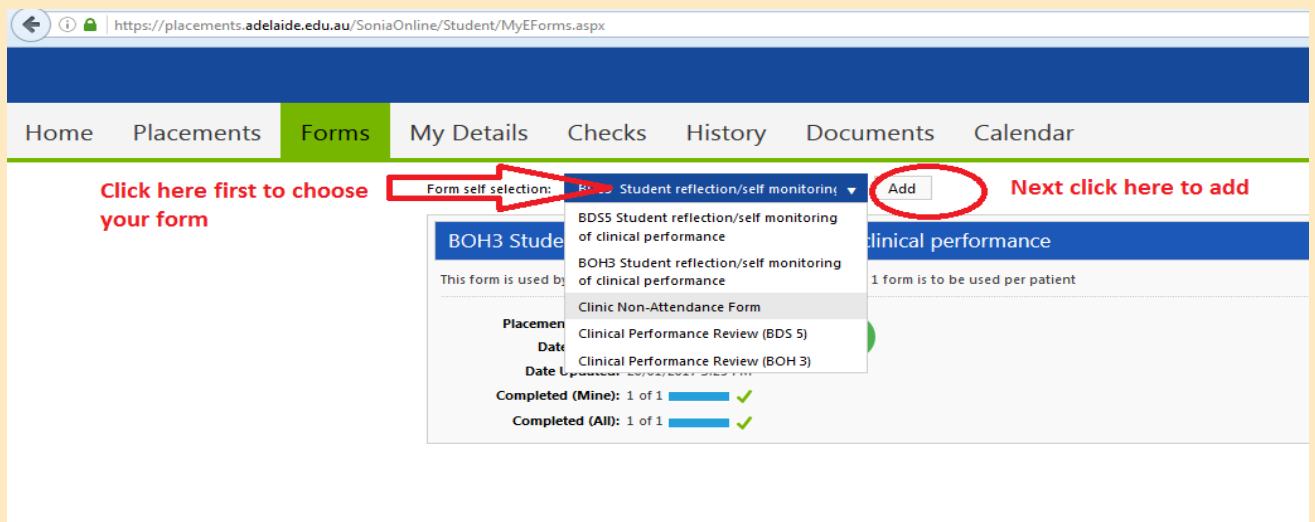 https://placements.adelaide.edu.au/SoniaOnline/Student/MyEForms.aspx
Home Placements Forms My Details Checks History Documents Calendar
Click here first to choose
your form
Form self selection:
Student reflection/self monitoring
Add
Next click here to add
BDS5 Student reflection/self monitoring
of clinical performance
BOH3 Student reflection/self monitoring
of clinical performance
Clinic Non-Attendance Form
Clinical Performance Review (BDS 5)
Clinical Performance Review (BOH 3)
BOH3 Stude clinical performance
This form is used 1 form is to be used per patient
Placemen
Date
Date
Completed (Mine): 1 of 1
Completed (All): 1 of 1